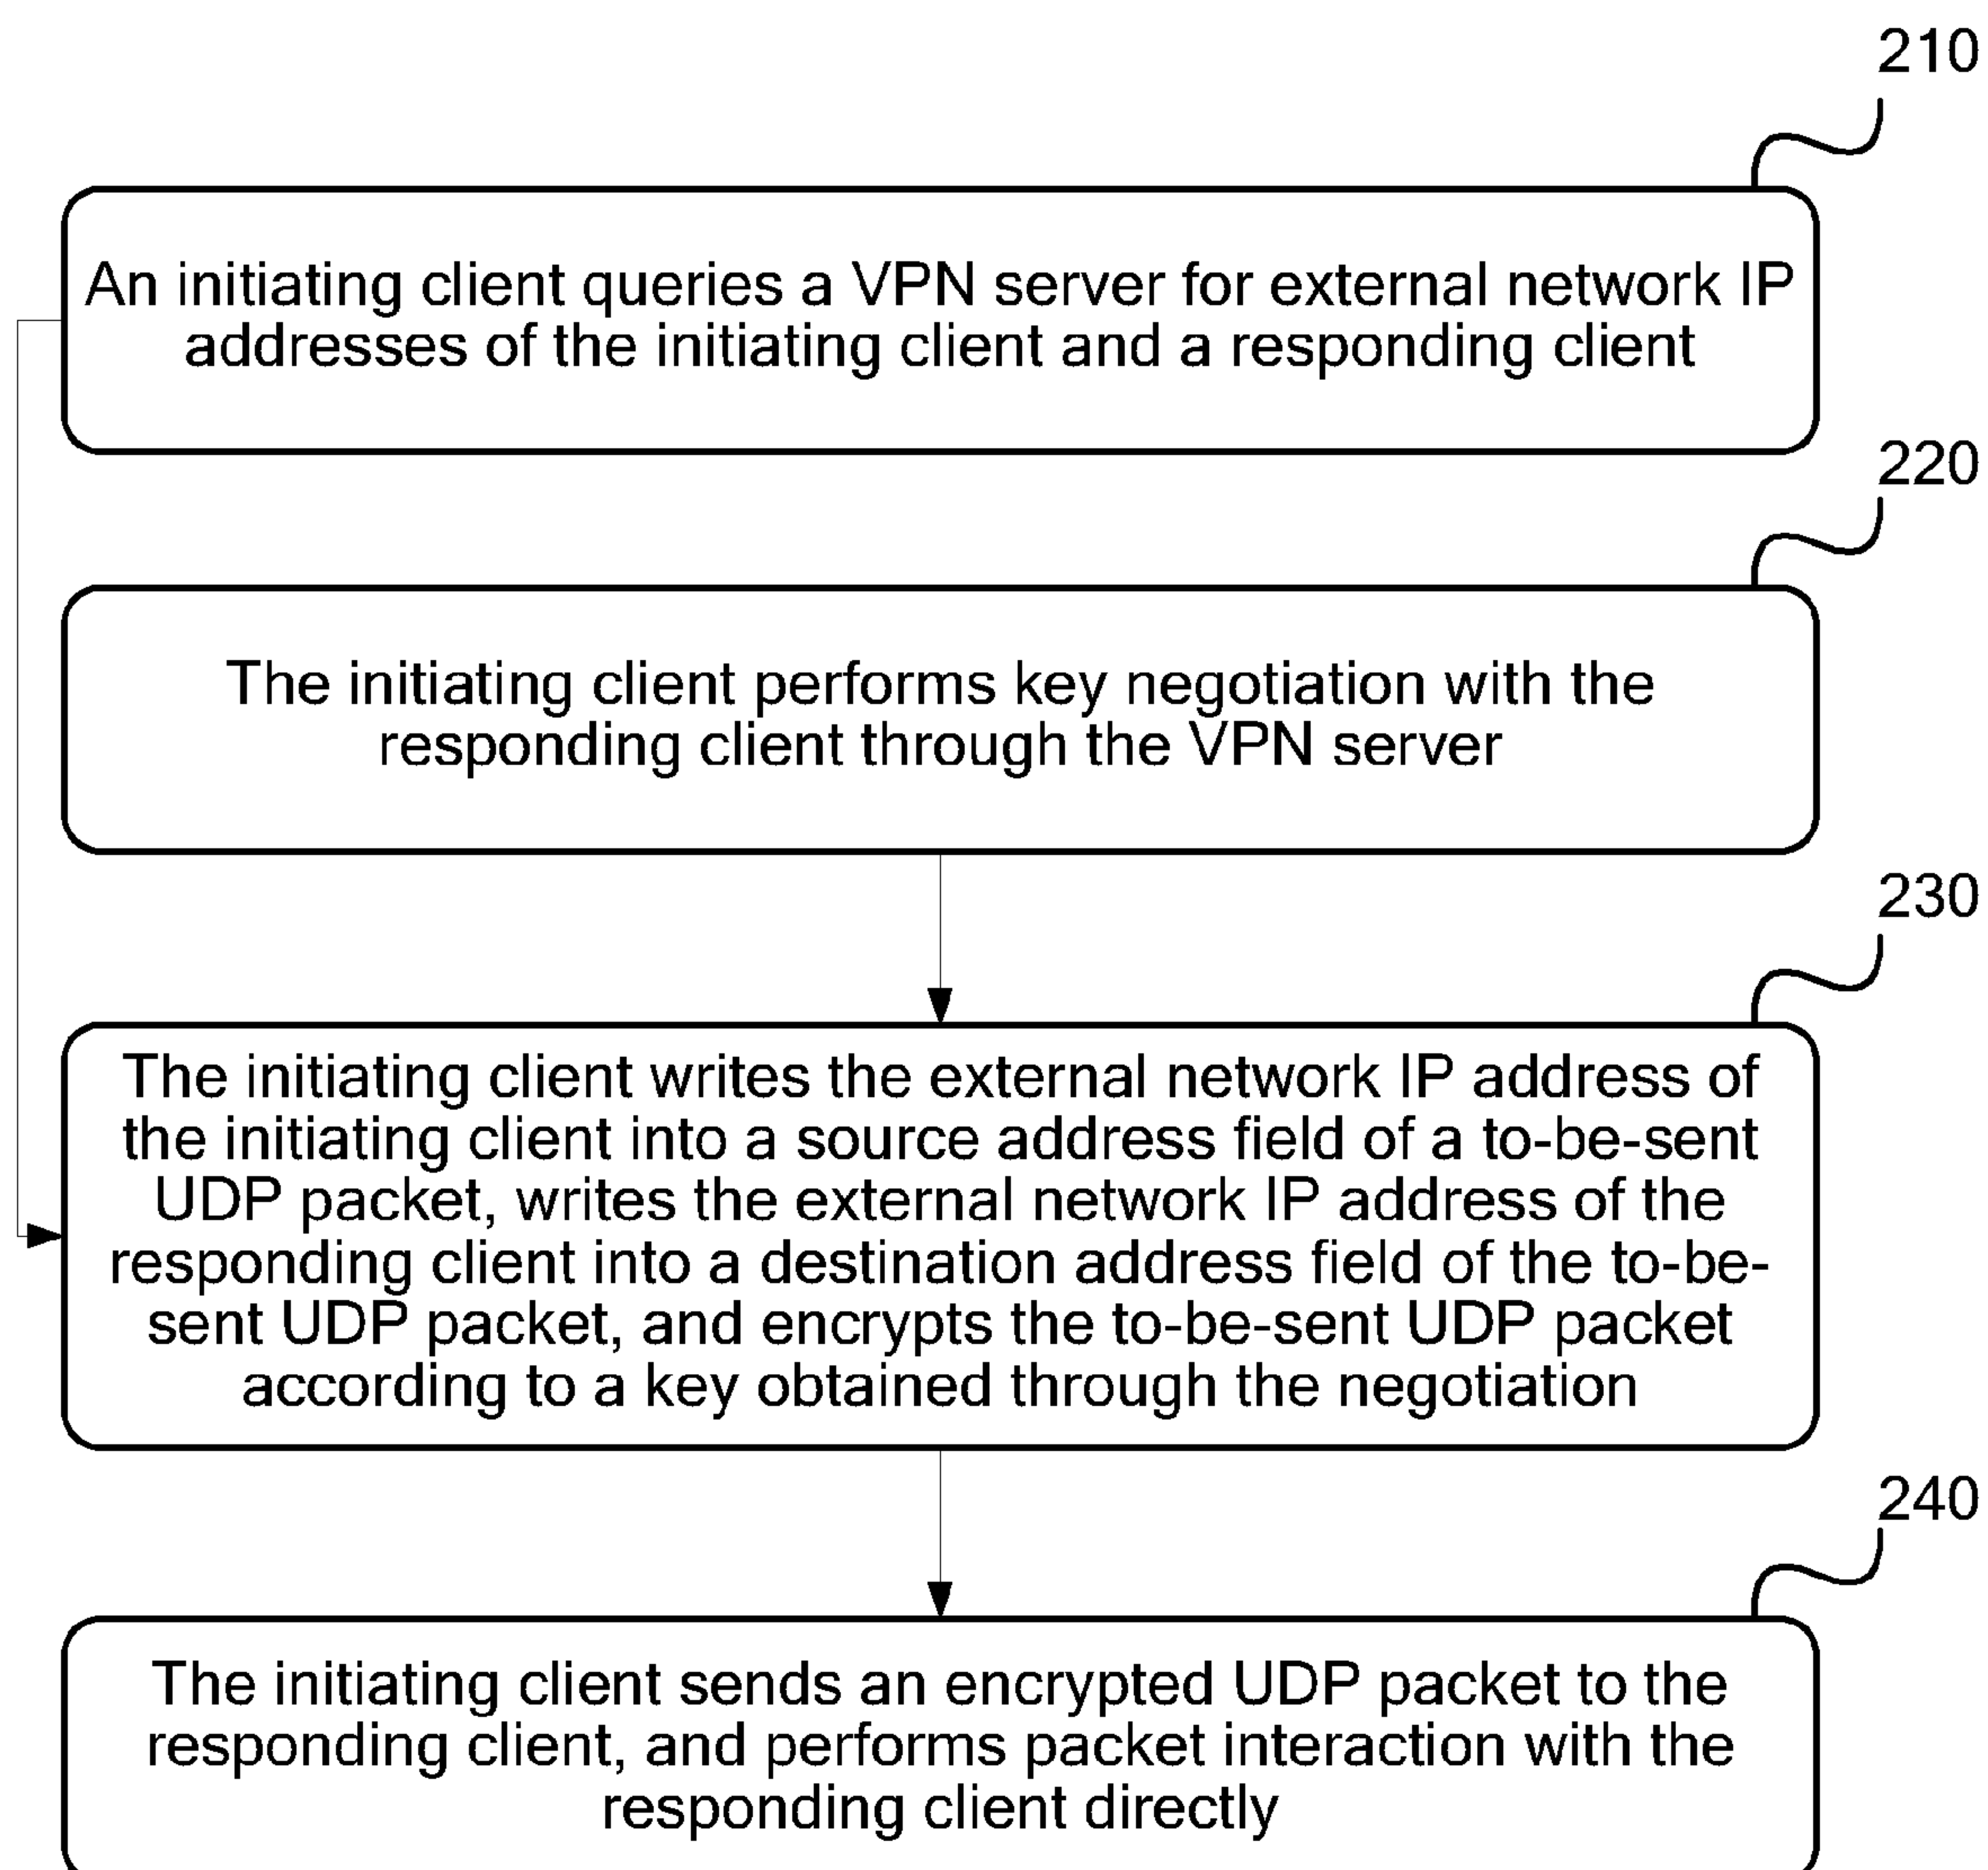 210
An initiating client queries a VPN server for external network IP
addresses of the initiating client and a responding client
220
The initiating client performs key negotiation with the
responding client through the VPN server
230
The initiating client writes the external network IP address of
the initiating client into a source address field of a to-be-sent
UDP packet, writes the external network IP address of the
responding client into a destination address field of the to-be-
sent UDP packet, and encrypts the to-be-sent UDP packet
according to a key obtained through the negotiation
240
The initiating client sends an encrypted UDP packet to the
responding client, and performs packet interaction with the
responding client directly